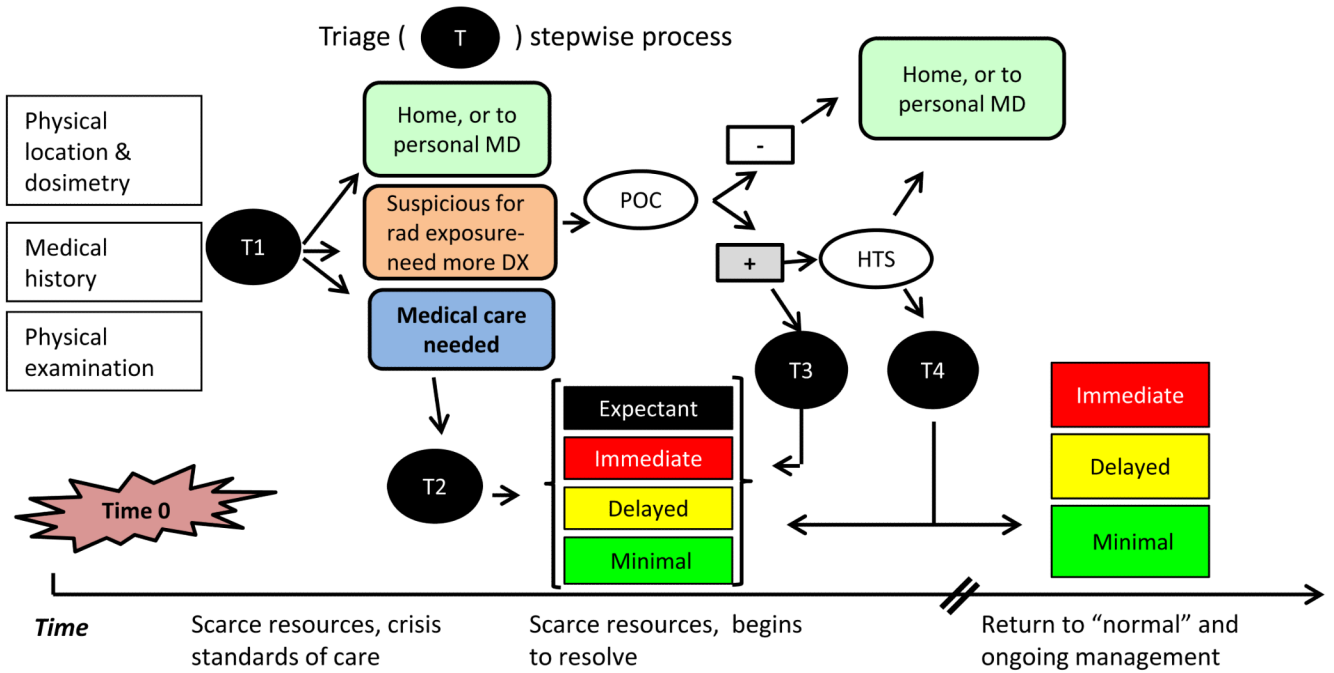 Triage ( T ) stepwise process
Physical
location &
dosimetry
Medical
history
Physical
examination
T1
Home, or to
personal MD
Suspicious for
rad exposure-
need more DX
Medical care
needed
POC
-
+
Home, or to
personal MD
HTS
T3
T4
T2
Expectant
Immediate
Delayed
Minimal
Immediate
Delayed
Minimal
Time 0
Time
Scarce resources, crisis
standards of care
Scarce resources,  begins
to resolve
Return to “normal” and
ongoing management